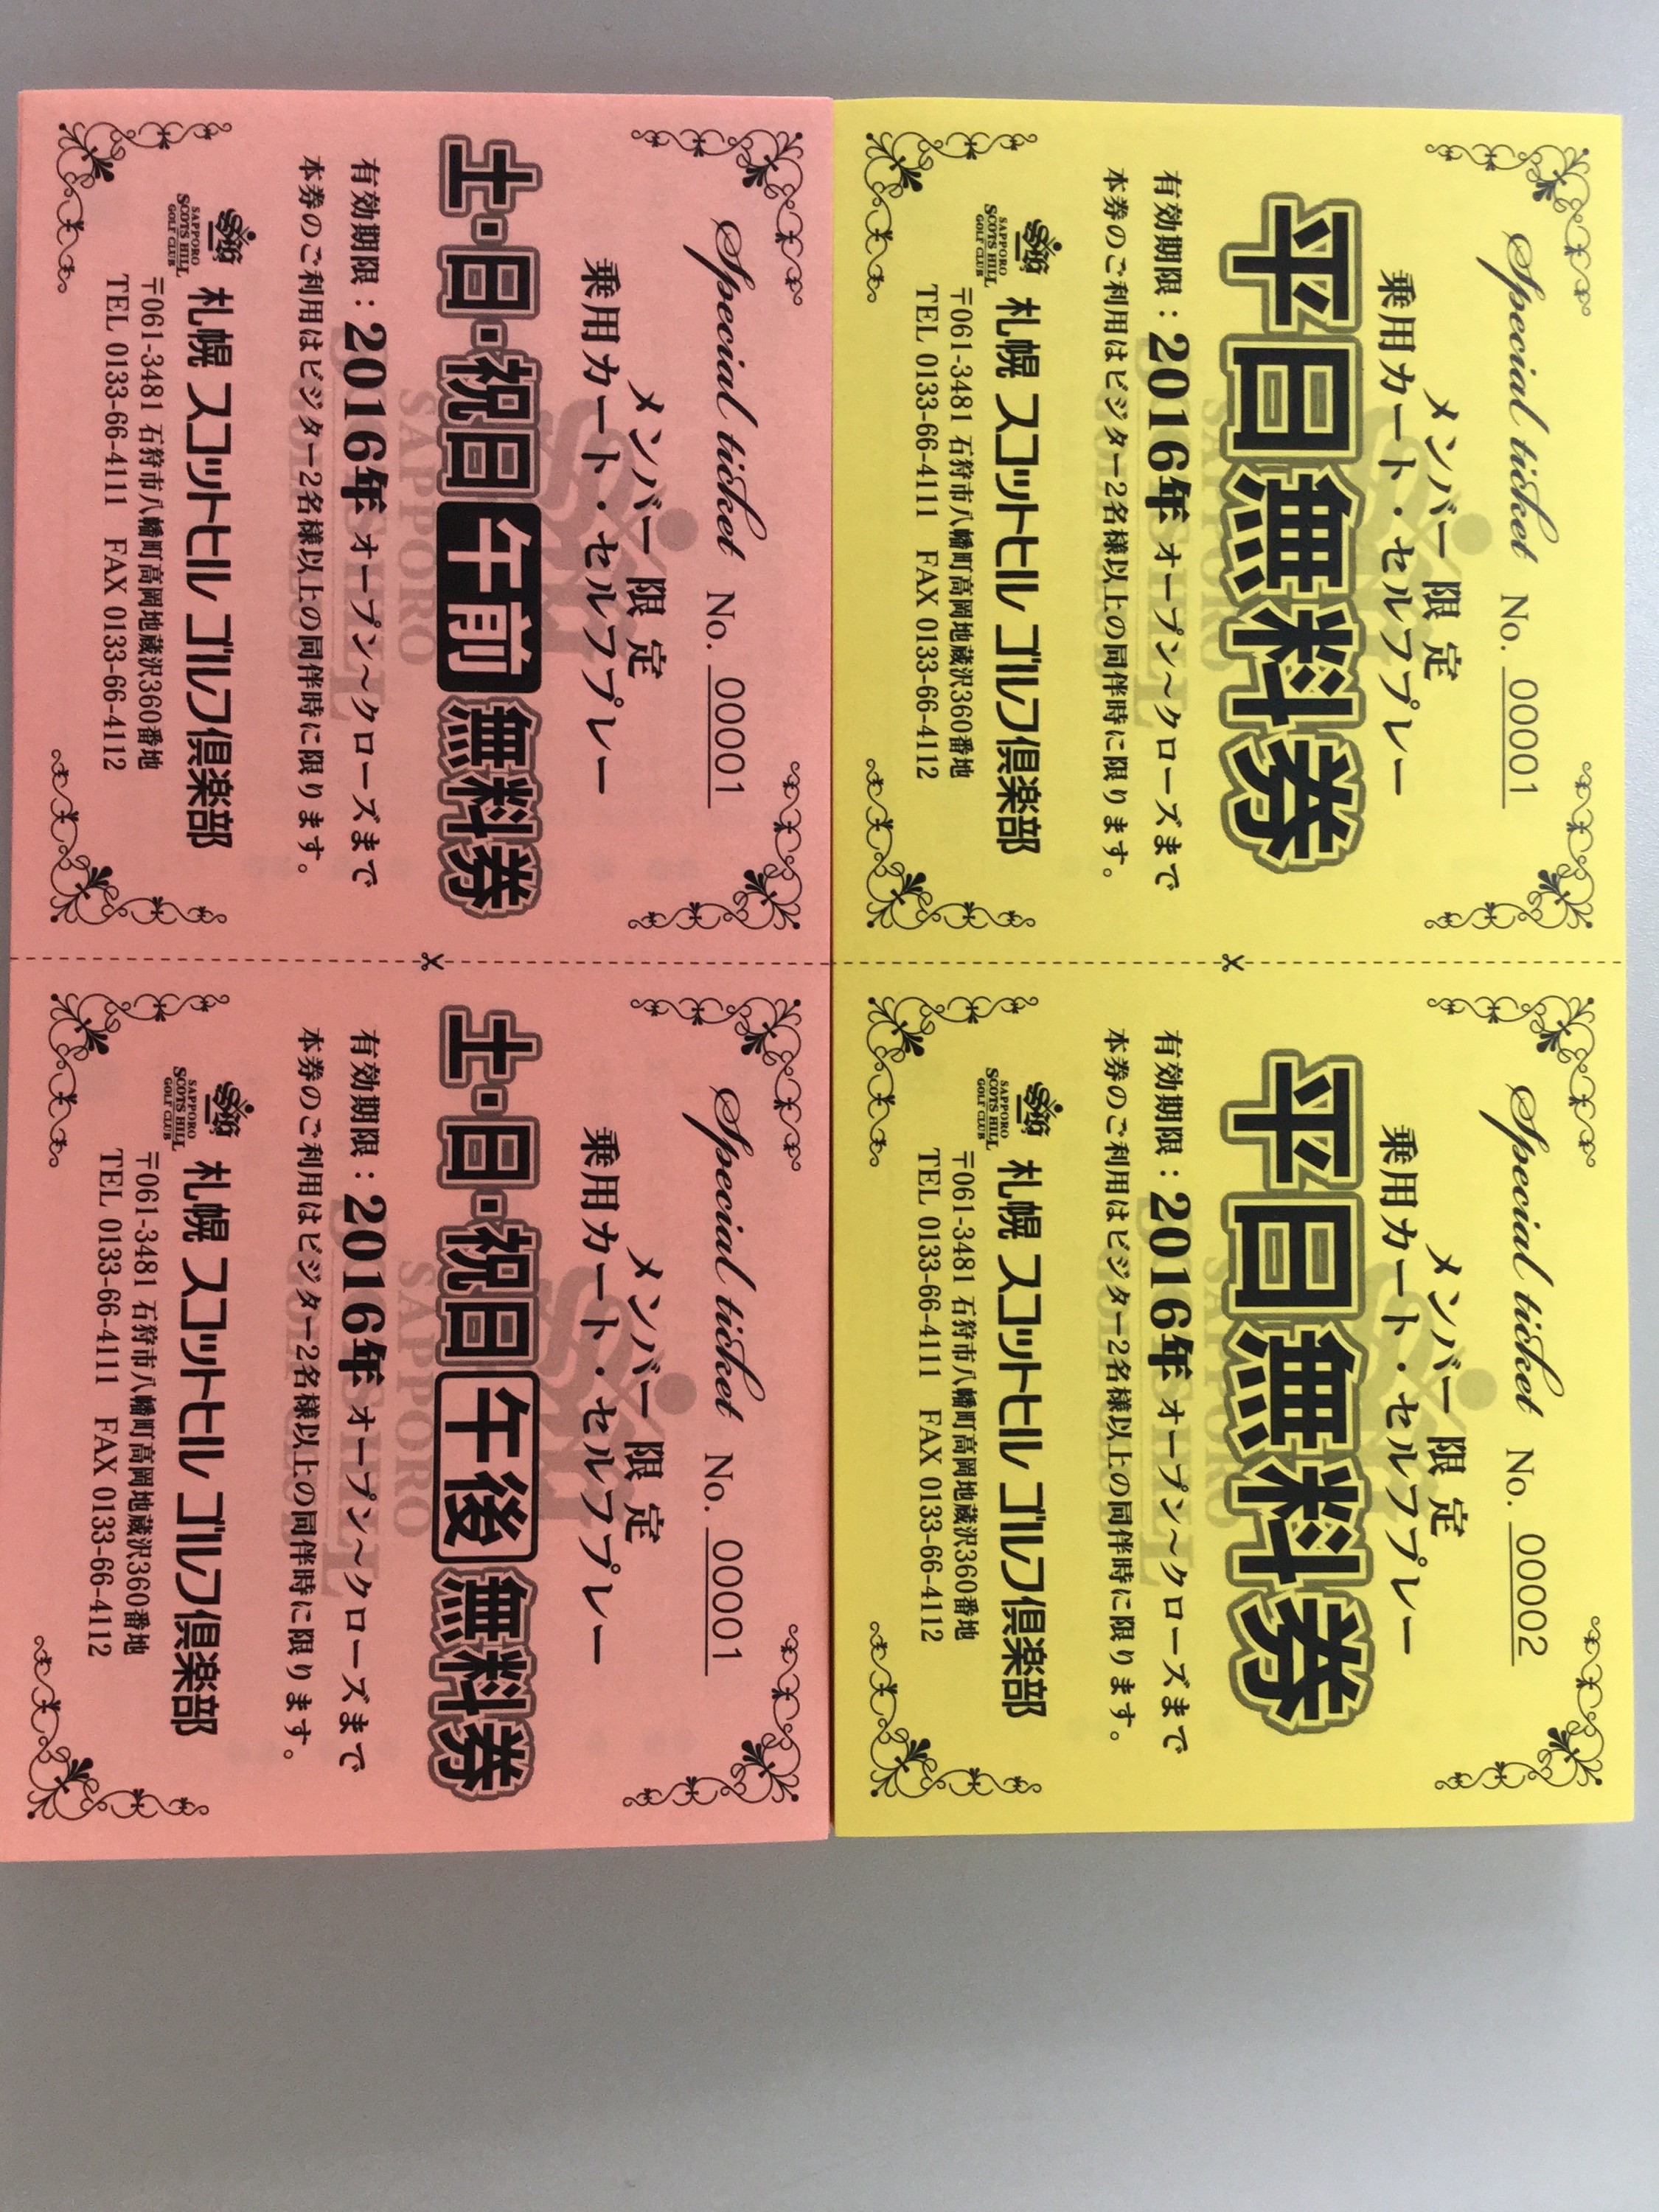 Special ticket No. 00001
メンバー 限 定
乗用カート・セルフプレー
平日無料券
有効期限：2016年 オープン～クローズまで
本券のご利用はビジター2名様以上の同伴時に限ります。
SAPPORO
SCOTS HILL
GOLF CLUB
札幌 スコットヒル ゴルフ倶楽部
〒061-3481 石狩市八幡町高岡地蔵沢360番地
TEL 0133-66-4111 FAX 0133-66-4112
Special ticket No. 00002
メンバー 限 定
乗用カート・セルフプレー
平日無料券
有効期限：2016年 オープン～クローズまで
本券のご利用はビジター2名様以上の同伴時に限ります。
SAPPORO
SCOTS HILL
GOLF CLUB
札幌 スコットヒル ゴルフ倶楽部
〒061-3481 石狩市八幡町高岡地蔵沢360番地
TEL 0133-66-4111 FAX 0133-66-4112
Special ticket No. 00001
メンバー 限 定
乗用カート・セルフプレー
土・日・祝日 午前 無料券
有効期限：2016年 オープン～クローズまで
本券のご利用はビジター2名様以上の同伴時に限ります。
SAPPORO
SCOTS HILL
GOLF CLUB
札幌 スコットヒル ゴルフ倶楽部
〒061-3481 石狩市八幡町高岡地蔵沢360番地
TEL 0133-66-4111 FAX 0133-66-4112
Special ticket No. 00001
メンバー 限 定
乗用カート・セルフプレー
土・日・祝日 午後 無料券
有効期限：2016年 オープン～クローズまで
本券のご利用はビジター2名様以上の同伴時に限ります。
SAPPORO
SCOTS HILL
GOLF CLUB
札幌 スコットヒル ゴルフ倶楽部
〒061-3481 石狩市八幡町高岡地蔵沢360番地
TEL 0133-66-4111 FAX 0133-66-4112